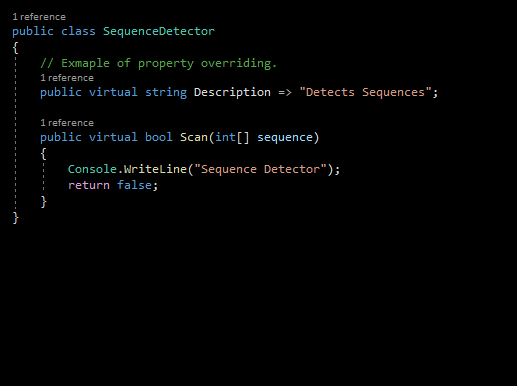 1 reference
public class SequenceDetector
{
// Exmaple of property overriding.
1 reference
public virtual string Description => "Detects Sequences";
1 reference
public virtual bool Scan(int[] sequence)
{
Console.WriteLine("Sequence Detector");
return false;
}
}